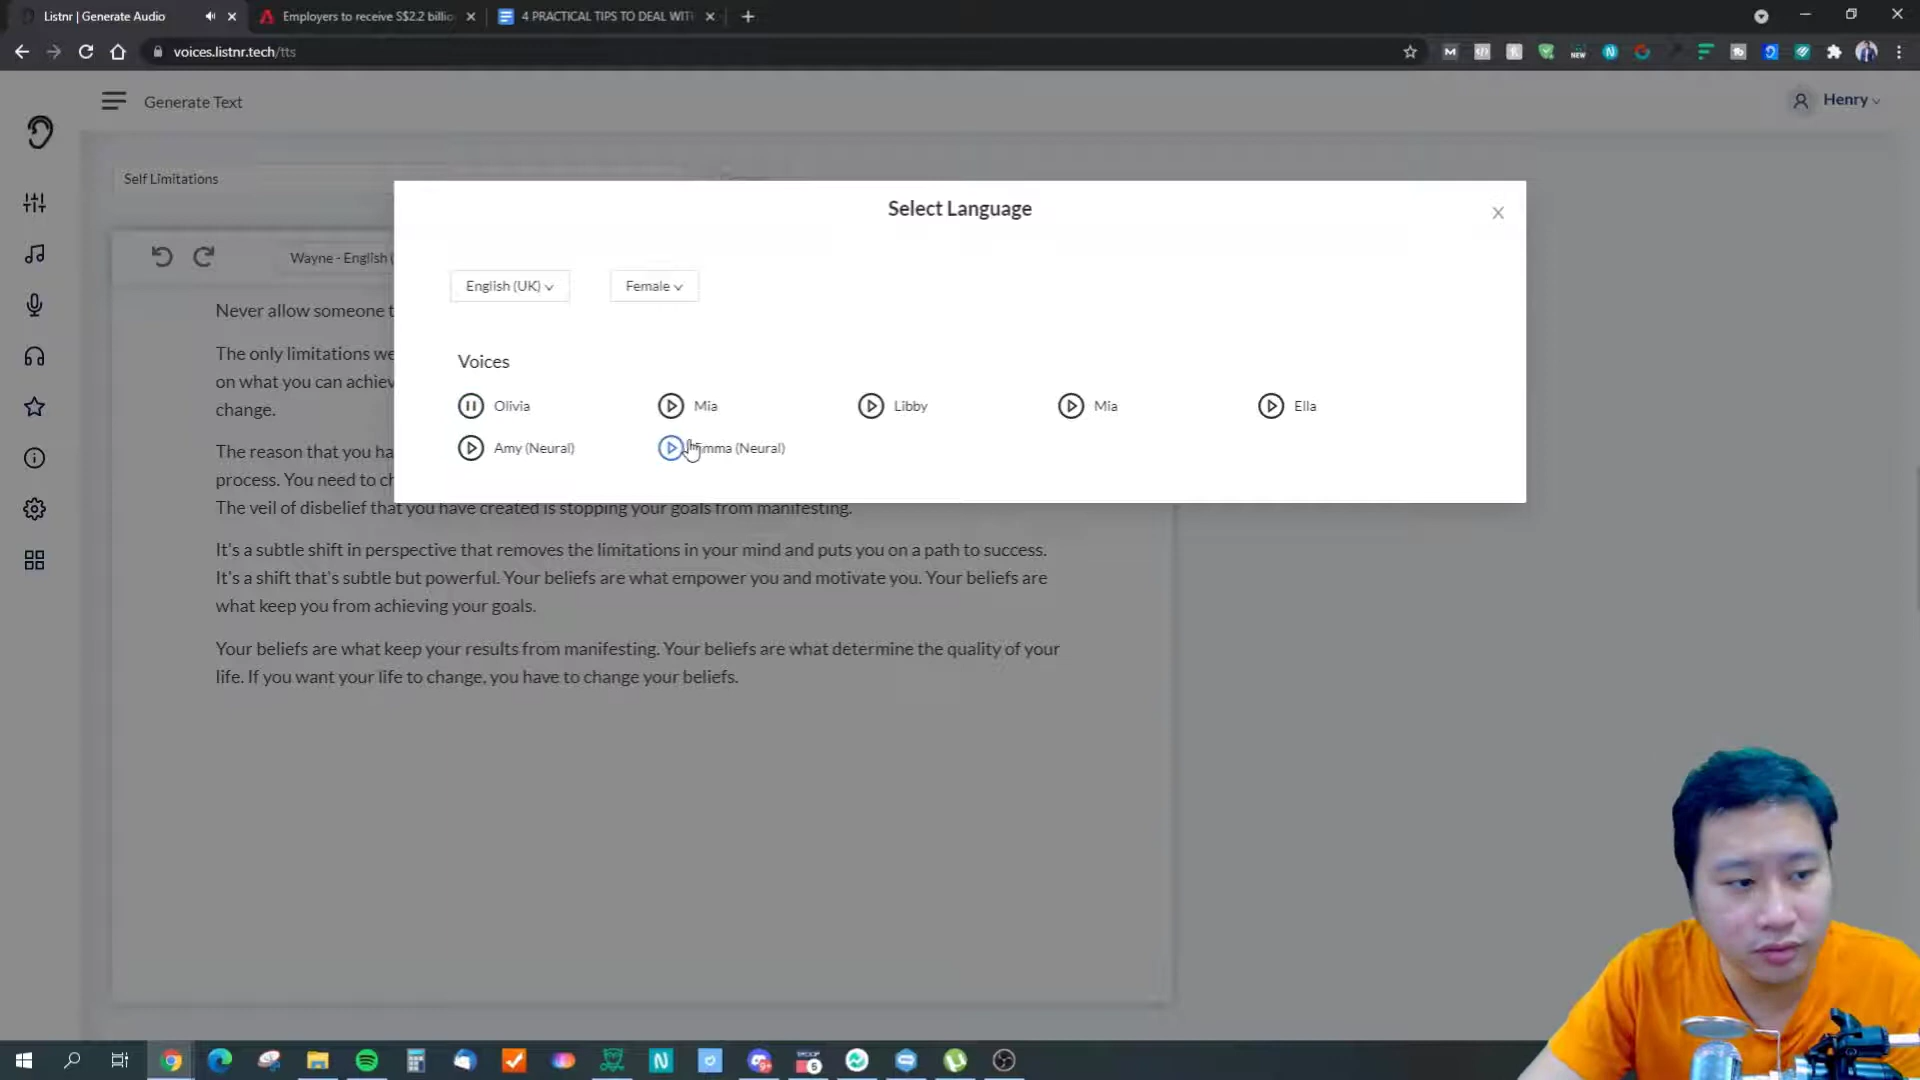 Listnr | Generate Audio
Employers to receive S$2.2 billio
4 PRACTICAL TIPS TO DEAL WIT
voices.listnr.tech/tts
NEW
Generate Text
Henry
Self Limitations
Select Language
Wayne - English (
English (UK)
Female
Never allow someone t
The only limitations we
on what you can achiev
change.
Voices
Olivia
Mia
Libby
Mia
Ella
Amy (Neural)
mma (Neural)
The reason that you ha
process. You need to ch
The veil of disbelief that you have created is stopping your goals from manifesting.
It's a subtle shift in perspective that removes the limitations in your mind and puts you on a path to success.
It's a shift that's subtle but powerful. Your beliefs are what empower you and motivate you. Your beliefs are
what keep you from achieving your goals.
Your beliefs are what keep your results from manifesting. Your beliefs are what determine the quality of your
life. If you want your life to change, you have to change your beliefs.